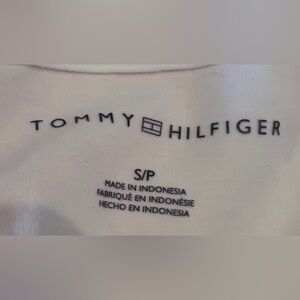 TOMMY HILFIGER
S/P
MADE IN INDONESIA
FABRIQUÉ EN INDONÉSIE
HECHO EN INDONESIA